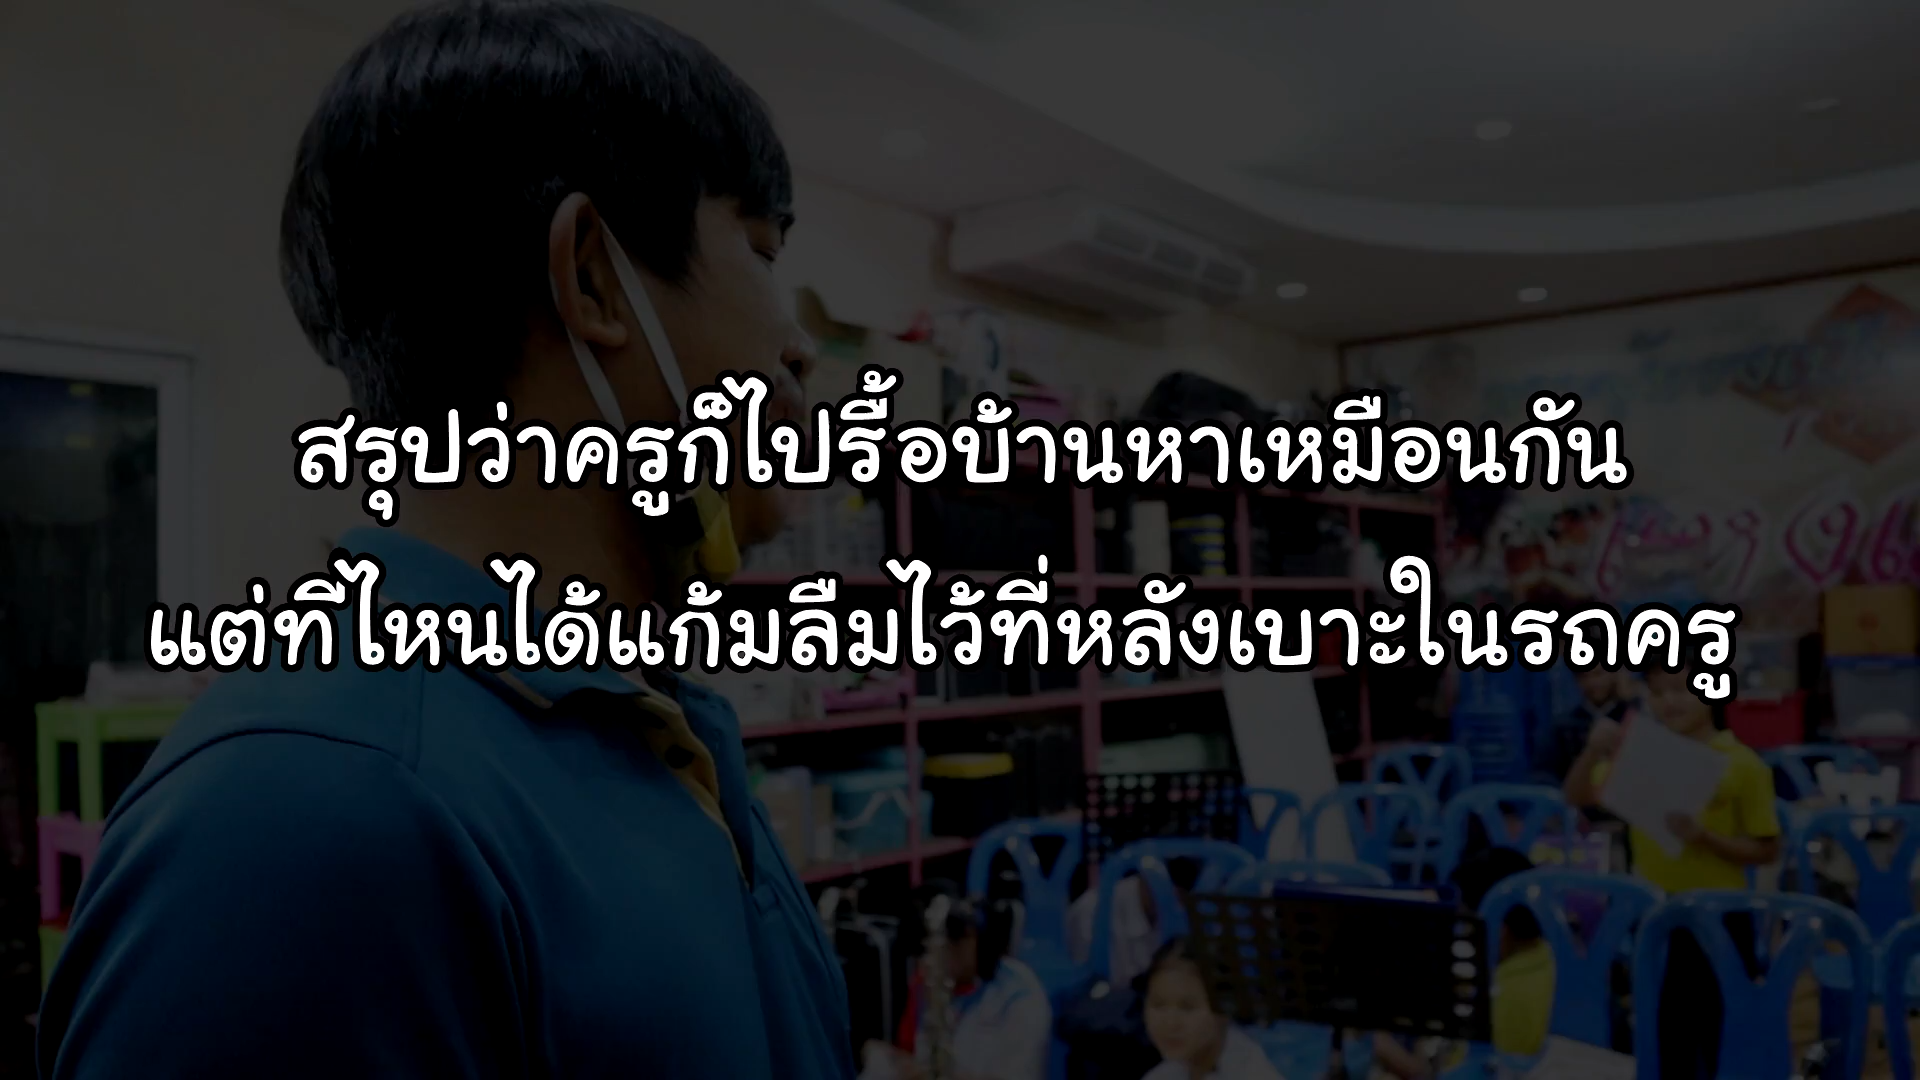 สรุปว่าครูก็ไปรื้อบ้านหาเหมือนกัน
แต่ที่ไหนได้แก้มลืมไว้ที่หลังเบาะในรถครู